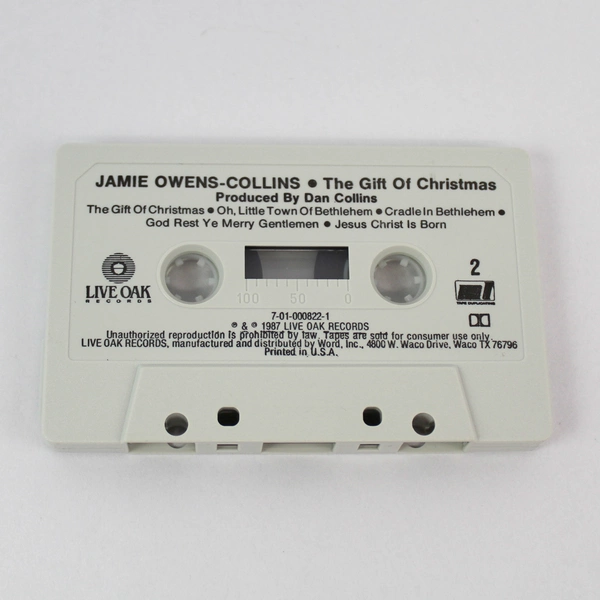 JAMIE OWENS-COLLINS • The Gift Of Christmas
Produced By Dan Collins
The Gift Of Christmas • Oh, Little Town Of Bethlehem • Cradle In Bethlehem •
God Rest Ye Merry Gentlemen • Jesus Christ Is Born
LIVE OAK
RECORDS
100 50 0
2
TAPE DUPLICATING
7-01-000822-1
℗ & © 1987 LIVE OAK RECORDS
Unauthorized reproduction is prohibited by law. Tapes are sold for consumer use only.
LIVE OAK RECORDS, manufactured and distributed by Word, Inc., 4800 W. Waco Drive, Waco TX 76796
Printed in U.S.A.